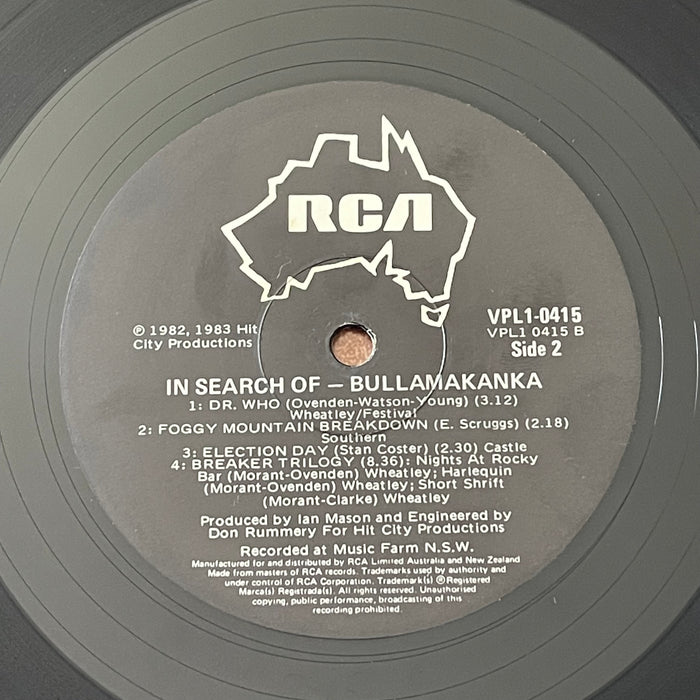 RCA
℗ 1982, 1983 Hit
City Productions
VPL1-0415
VPL1 0415 B
Side 2
IN SEARCH OF – BULLAMAKANKA
1: DR. WHO (Ovenden-Watson-Young) (3.12)
Wheatley/Festival
2: FOGGY MOUNTAIN BREAKDOWN (E. Scruggs) (2.18)
Southern
3: ELECTION DAY (Stan Coster) (2.30) Castle
4: BREAKER TRILOGY (8.36): Nights At Rocky
Bar (Morant-Ovenden) Wheatley; Harlequin
(Morant-Ovenden) Wheatley; Short Shrift
(Morant-Clarke) Wheatley
Produced by Ian Mason and Engineered by
Don Rummery For Hit City Productions
Recorded at Music Farm N.S.W.
Manufactured for and distributed by RCA Limited Australia and New Zealand
Made from masters of RCA records. Trademarks used by authority and
under control of RCA Corporation. Trademark(s) ® Registered
Marca(s) Registrada(s). All rights reserved. Unauthorised
copying, public performance, broadcasting of this
recording prohibited.